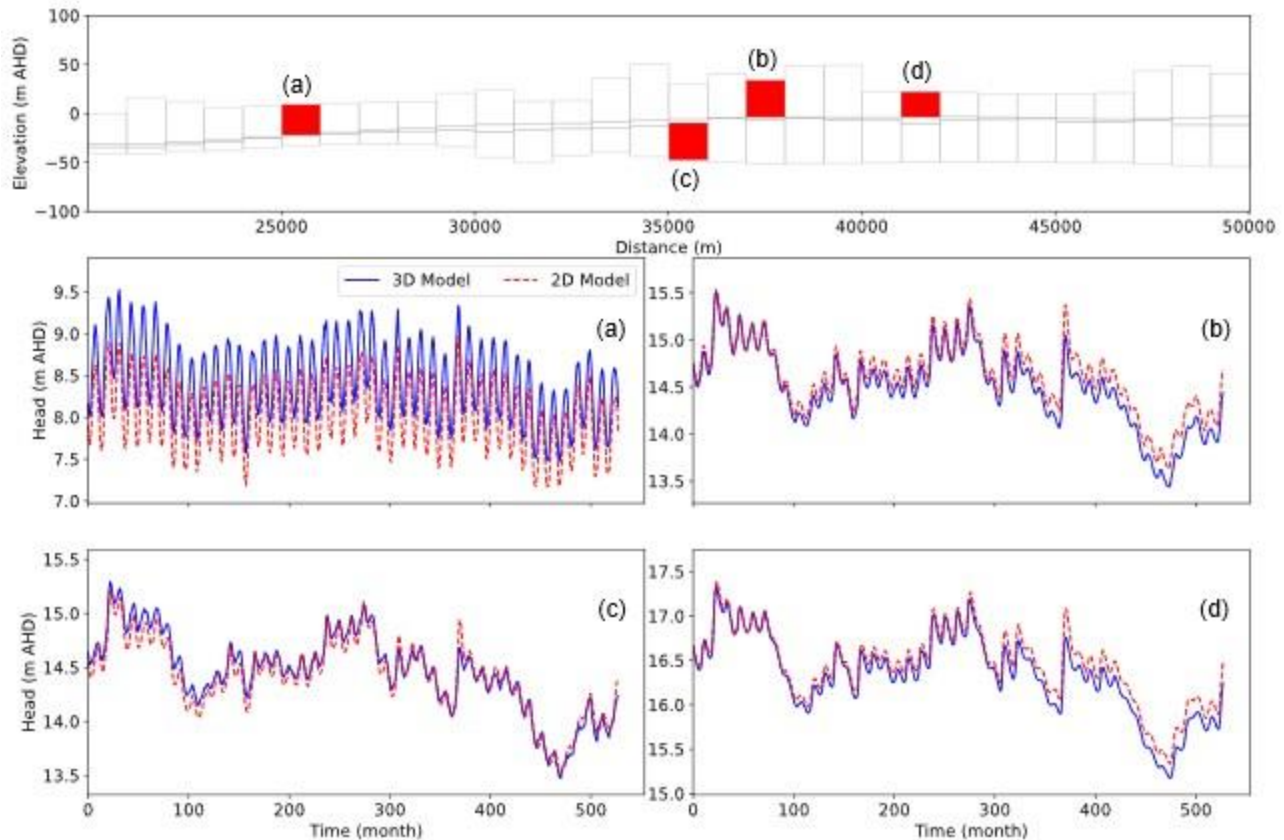 100
50
0
−50
−100
Elevation (m AHD)
(a)
(b)
(d)
(c)
25000 30000 35000 40000 45000 50000
Distance (m)
3D Model 2D Model
9.5
9.0
8.5
8.0
7.5
7.0
Head (m AHD)
(a)
15.5
15.0
14.5
14.0
13.5
(b)
15.5
15.0
14.5
14.0
13.5
Head (m AHD)
(c)
0 100 200 300 400 500
Time (month)
17.5
17.0
16.5
16.0
15.5
15.0
(d)
0 100 200 300 400 500
Time (month)